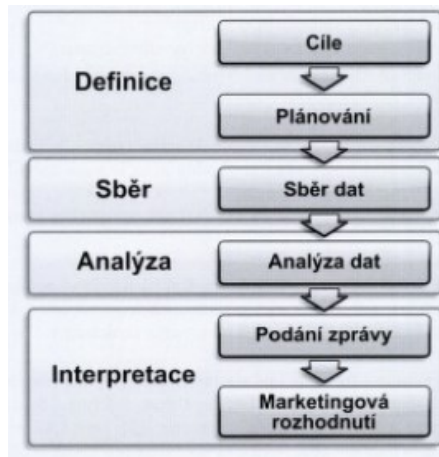 Definice
Cíle
Plánování
Sběr
Sběr dat
Analýza
Analýza dat
Interpretace
Podání zprávy
Marketingová
rozhodnutí